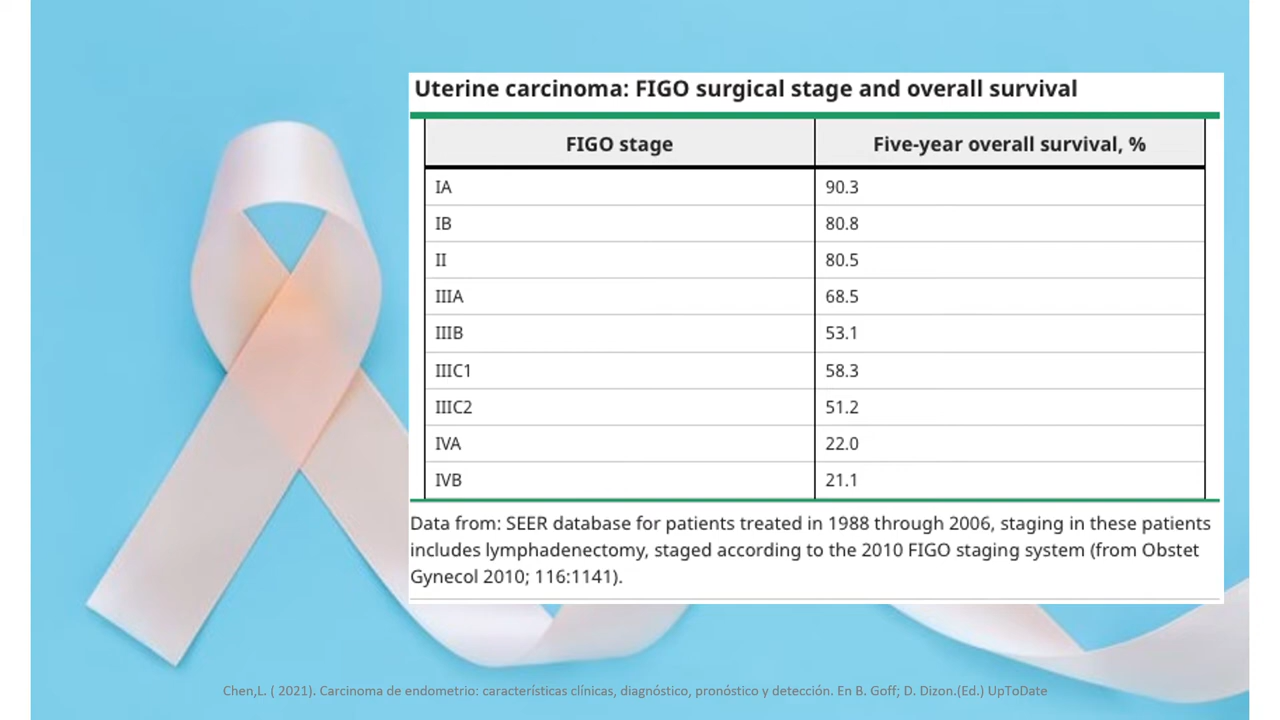 Uterine carcinoma: FIGO surgical stage and overall survival
FIGO stage Five-year overall survival, %
IA 90.3
IB 80.8
II 80.5
IIIA 68.5
IIIB 53.1
IIIC1 58.3
IIIC2 51.2
IVA 22.0
IVB 21.1
Data from: SEER database for patients treated in 1988 through 2006, staging in these patients
includes lymphadenectomy, staged according to the 2010 FIGO staging system (from Obstet
Gynecol 2010; 116:1141).
Chen,L. ( 2021). Carcinoma de endometrio: características clínicas, diagnóstico, pronóstico y detección. En B. Goff; D. Dizon.(Ed.) UpToDate